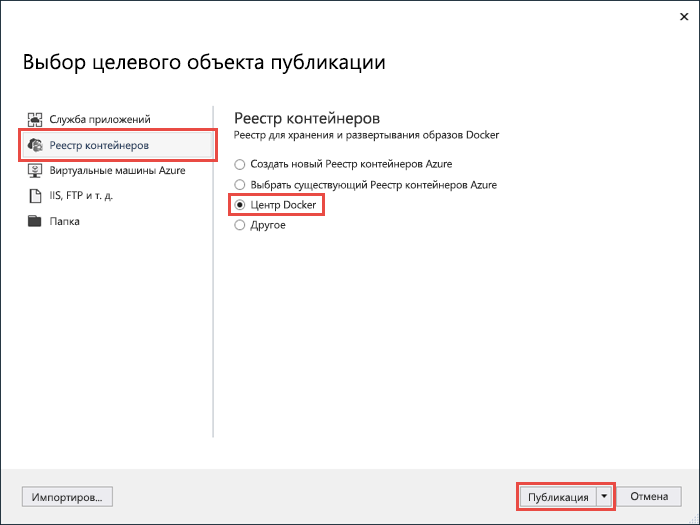 Выбор целевого объекта публикации
Служба приложений
Реестр контейнеров
Виртуальные машины Azure
IIS, FTP и т. д.
Папка
Реестр контейнеров
Реестр для хранения и развертывания образов Docker
Создать новый Реестр контейнеров Azure
Выбрать существующий Реестр контейнеров Azure
Центр Docker
Другое
Импортиров...
Публикация
Отмена